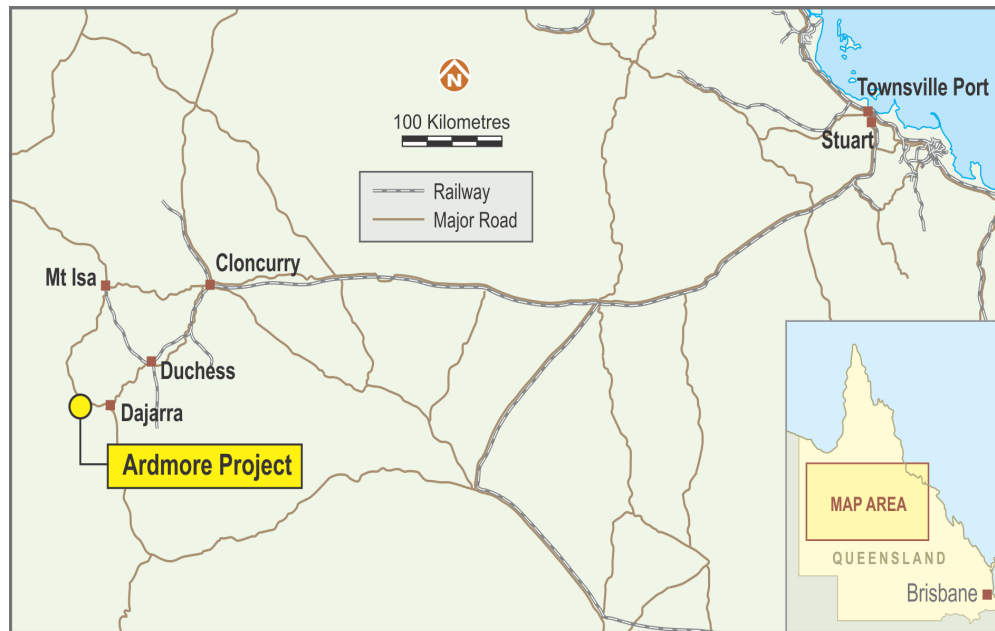 N
100 Kilometres
Railway
Major Road
Townsville Port
Stuart
Mt Isa
Cloncurry
Duchess
Dajarra
Ardmore Project
MAP AREA
QUEENSLAND
Brisbane